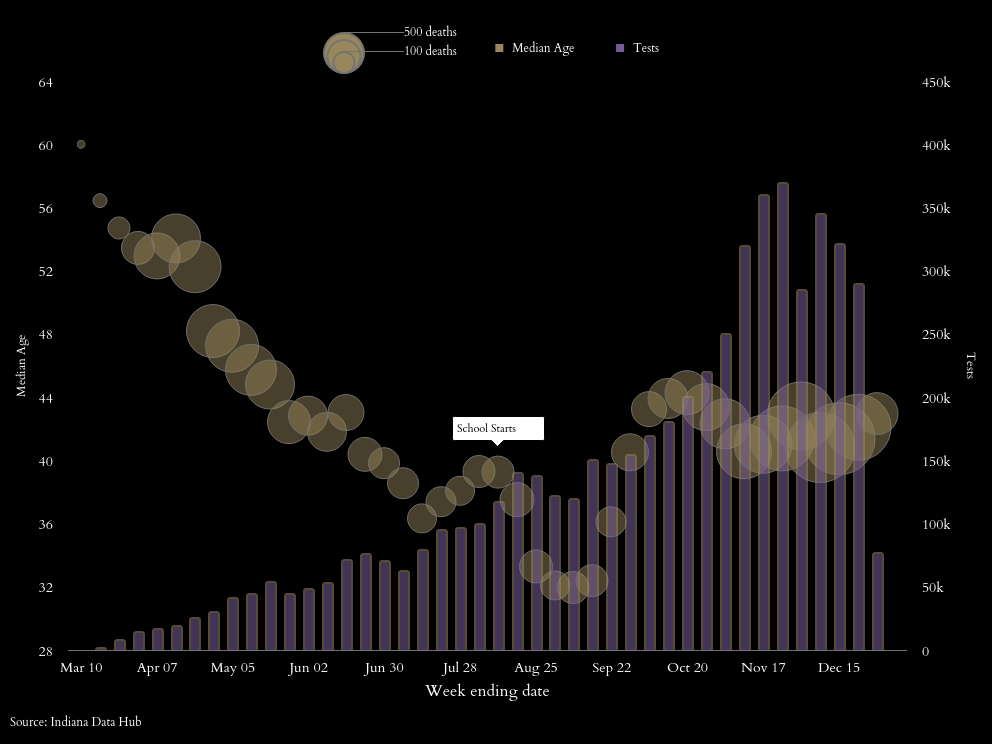 500 deaths
100 deaths
Median Age
Tests
64
60
56
52
48
44
40
36
32
28
Median Age
450k
400k
350k
300k
250k
200k
150k
100k
50k
0
Tests
School Starts
Mar 10 Apr 07 May 05 Jun 02 Jun 30 Jul 28 Aug 25 Sep 22 Oct 20 Nov 17 Dec 15
Week ending date
Source: Indiana Data Hub